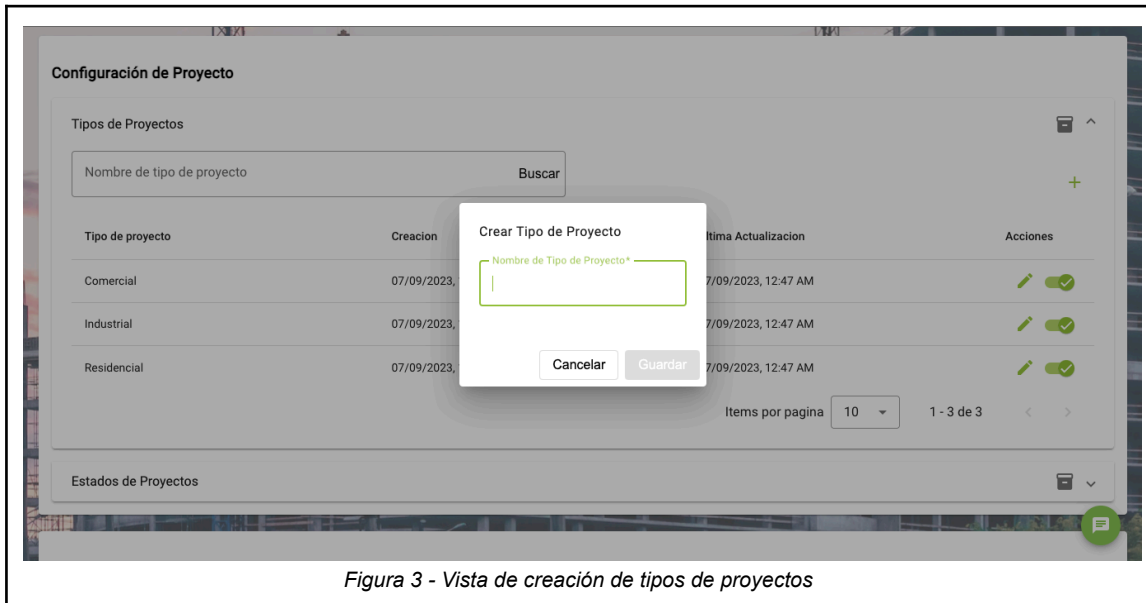 Configuración de Proyecto
Tipos de Proyectos
Nombre de tipo de proyecto Buscar
Tipo de proyecto Creacion ltima Actualizacion Acciones
Crear Tipo de Proyecto
Nombre de Tipo de Proyecto*
Comercial 07/09/2023, 7/09/2023, 12:47 AM
Industrial 07/09/2023, 7/09/2023, 12:47 AM
Residencial 07/09/2023, 7/09/2023, 12:47 AM
Cancelar Guardar
Items por pagina 10 1 - 3 de 3
Estados de Proyectos
Figura 3 - Vista de creación de tipos de proyectos